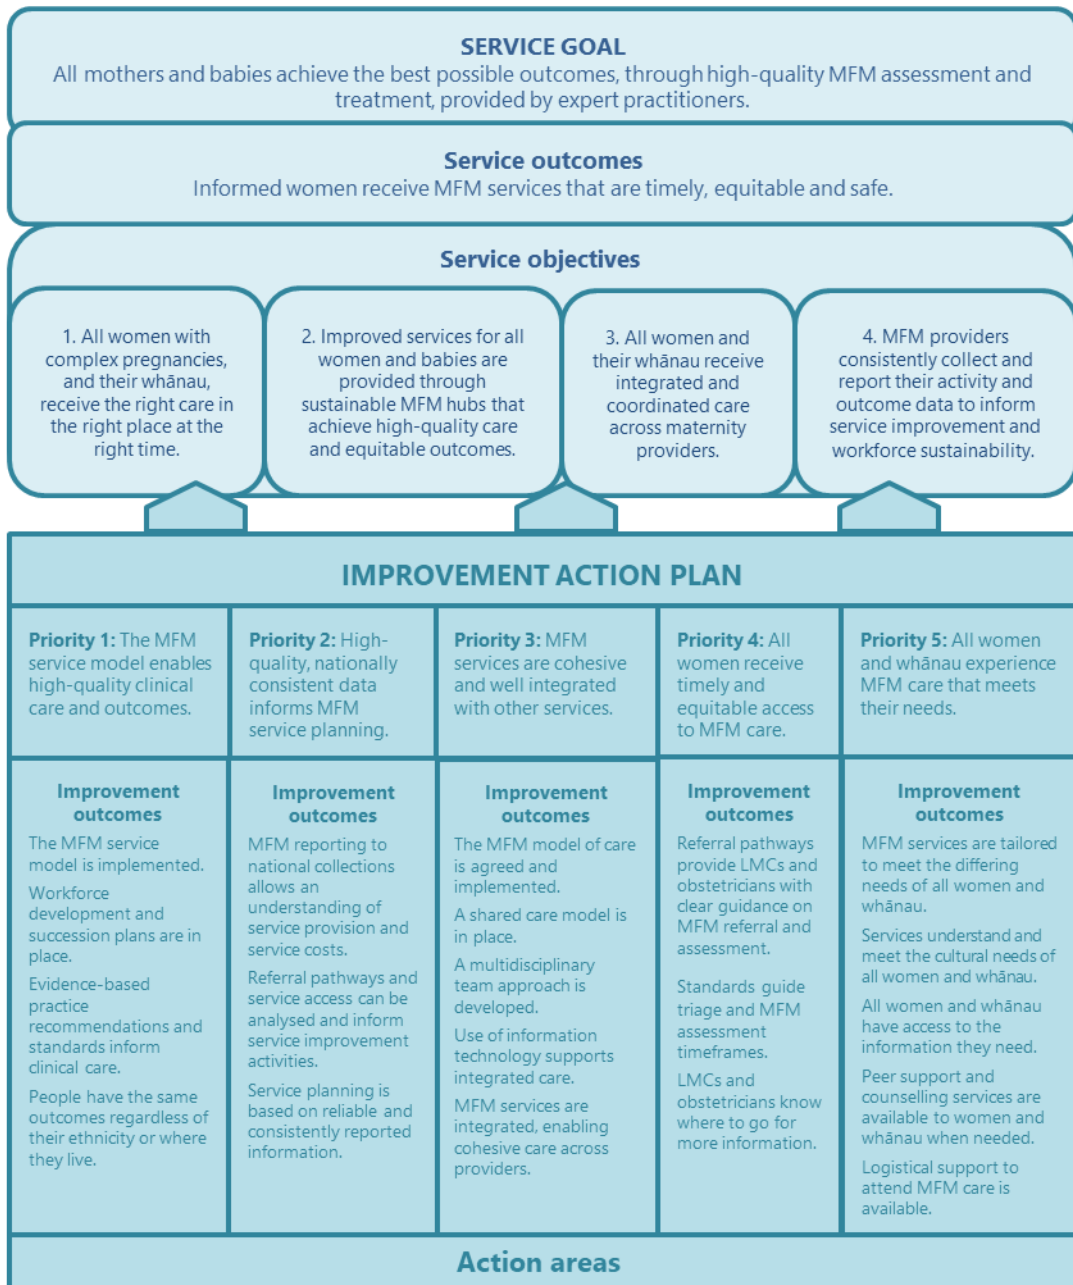 SERVICE GOAL
All mothers and babies achieve the best possible outcomes, through high-quality MFM assessment and
treatment, provided by expert practitioners.
Service outcomes
Informed women receive MFM services that are timely, equitable and safe.
Service objectives
1. All women with
complex pregnancies,
and their whānau,
receive the right care in
the right place at the
right time.
2. Improved services for all
women and babies are
provided through
sustainable MFM hubs that
achieve high-quality care
and equitable outcomes.
3. All women and
their whānau receive
integrated and
coordinated care
across maternity
providers.
4. MFM providers
consistently collect and
report their activity and
outcome data to inform
service improvement and
workforce sustainability.
IMPROVEMENT ACTION PLAN
Priority 1: The MFM
service model enables
high-quality clinical
care and outcomes.
Priority 2: High-
quality, nationally
consistent data
informs MFM
service planning.
Priority 3: MFM
services are cohesive
and well integrated
with other services.
Priority 4: All
women receive
timely and
equitable access
to MFM care.
Priority 5: All women
and whānau experience
MFM care that meets
their needs.
Improvement
outcomes
The MFM service
model is implemented.
Workforce
development and
succession plans are in
place.
Evidence-based
practice
recommendations and
standards inform
clinical care.
People have the same
outcomes regardless of
their ethnicity or where
they live.
Improvement
outcomes
MFM reporting to
national collections
allows an
understanding of
service provision and
service costs.
Referral pathways and
service access can be
analysed and inform
service improvement
activities.
Service planning is
based on reliable and
consistently reported
information.
Improvement
outcomes
The MFM model of care
is agreed and
implemented.
A shared care model is
in place.
A multidisciplinary
team approach is
developed.
Use of information
technology supports
integrated care.
MFM services are
integrated, enabling
cohesive care across
providers.
Improvement
outcomes
Referral pathways
provide LMCs and
obstetricians with
clear guidance on
MFM referral and
assessment.
Standards guide
triage and MFM
assessment
timeframes.
LMCs and
obstetricians know
where to go for
more information.
Improvement
outcomes
MFM services are tailored
to meet the differing
needs of all women and
whānau.
Services understand and
meet the cultural needs of
all women and whānau.
All women and whānau
have access to the
information they need.
Peer support and
counselling services are
available to women and
whānau when needed.
Logistical support to
attend MFM care is
available.
Action areas